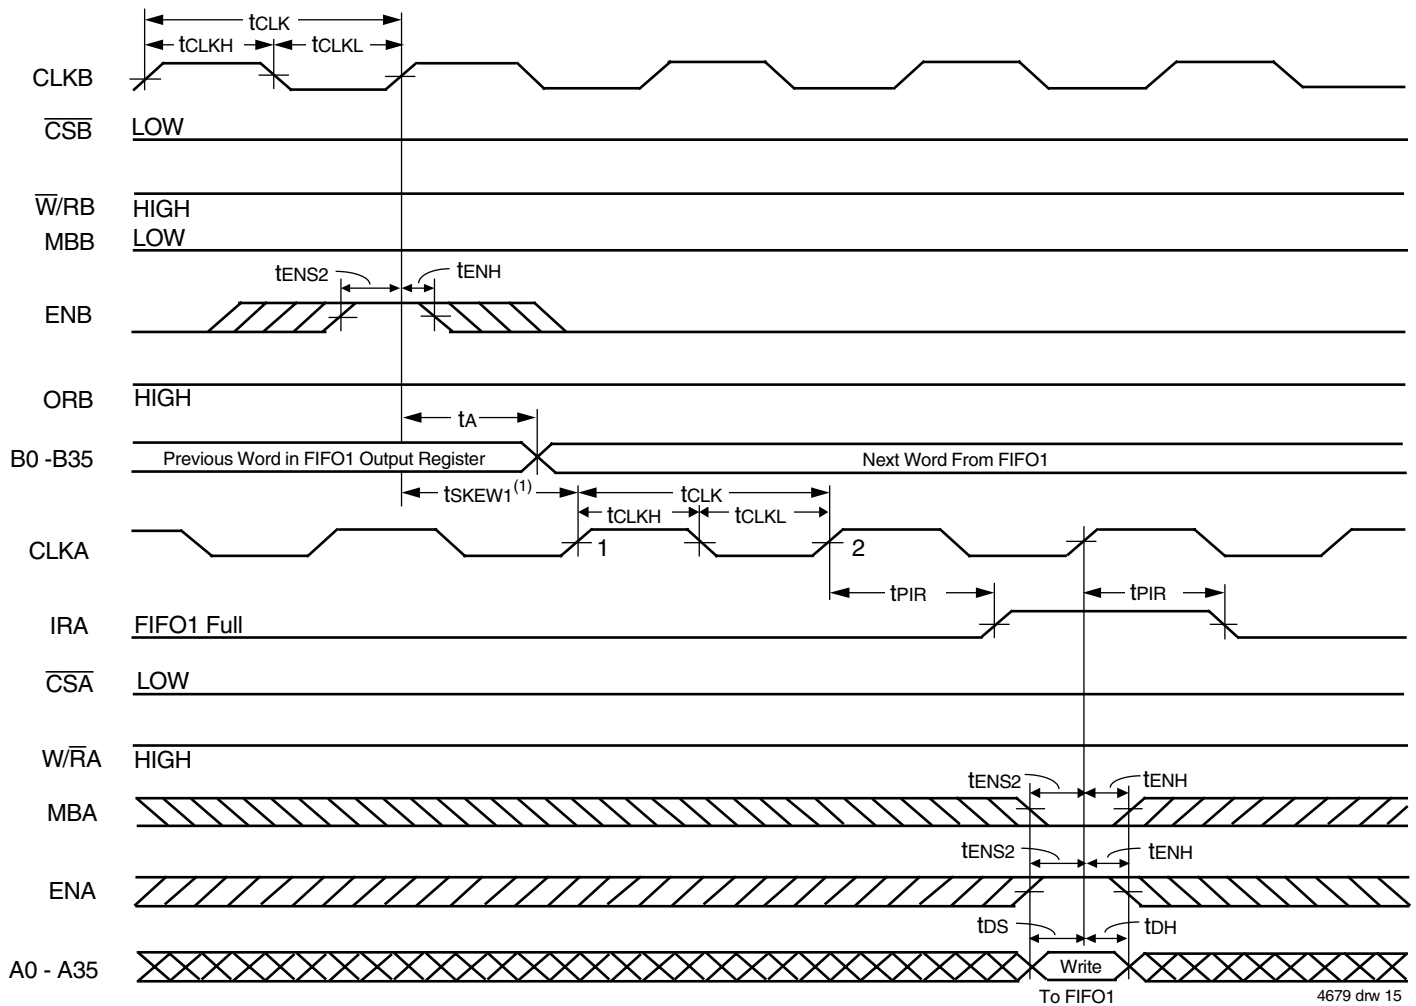 tCLK
tCLKH tCLKL
CLKB
CSB LOW
W/RB HIGH
MBB LOW
tENS2 tENH
ENB
ORB HIGH
tA
B0 -B35 Previous Word in FIFO1 Output Register Next Word From FIFO1
tSKEW1(1) tCLK
tCLKH tCLKL
CLKA 1 2
tPIR tPIR
IRA FIFO1 Full
CSA LOW
W/RA HIGH
tENS2 tENH
MBA
tENS2 tENH
ENA
tDS tDH
A0 - A35 Write
To FIFO1
4679 drw 15